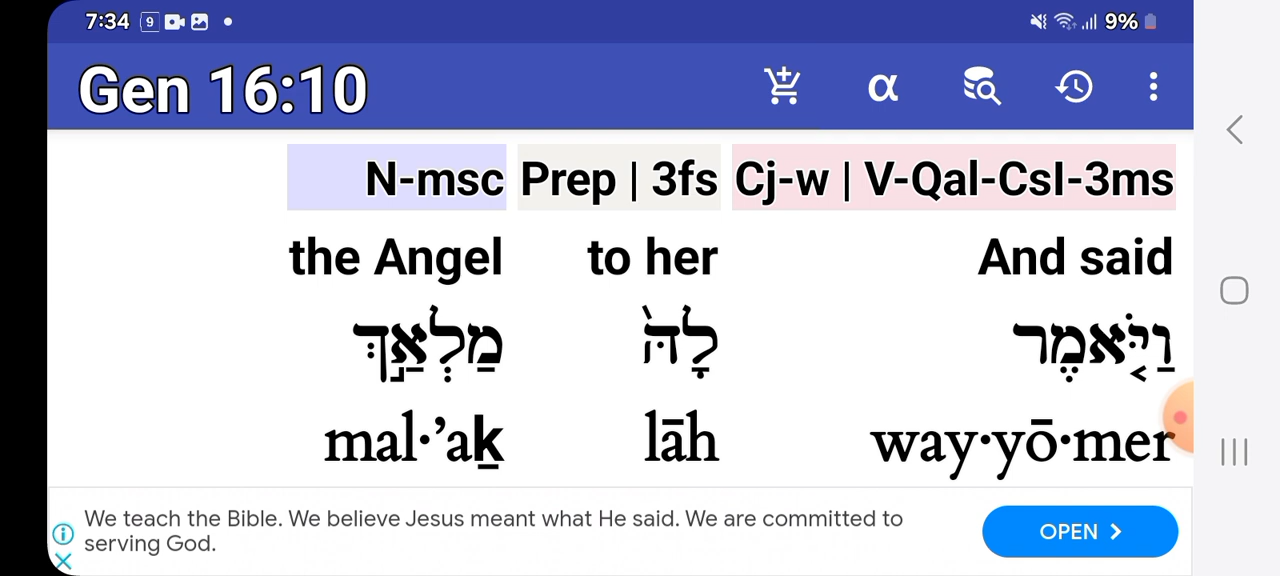 7:34 9 9%
Gen 16:10 α
N-msc Prep | 3fs Cj-w | V-Qal-CsI-3ms
the Angel to her And said
וַיֹּ֤אמֶר לָהּ֙ מַלְאַ֣ךְ
mal·’aḵ lāh way·yō·mer
We teach the Bible. We believe Jesus meant what He said. We are committed to
serving God.
OPEN